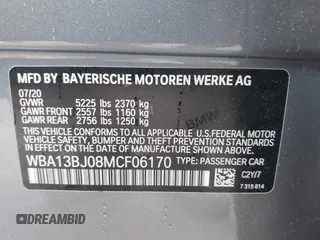 MFD BY BAYERISCHE MOTOREN WERKE AG
07/20
GVWR 5225 lbs 2370 kg
GAWR FRONT 2557 lbs 1160 kg
GAWR REAR 2756 lbs 1250 kg
THIS VEHICLE CONFORMS TO ALL APPLICABLE FEDERAL MOTOR
VEHICLE SAFETY, BUMPER, AND THEFT PREVENTION STANDARDS
IN EFFECT ON THE DATE OF MANUFACTURE SHOWN ABOVE.
WBA13BJ08MCF06170 TYPE: PASSENGER CAR
C2Y/7
7 315 814